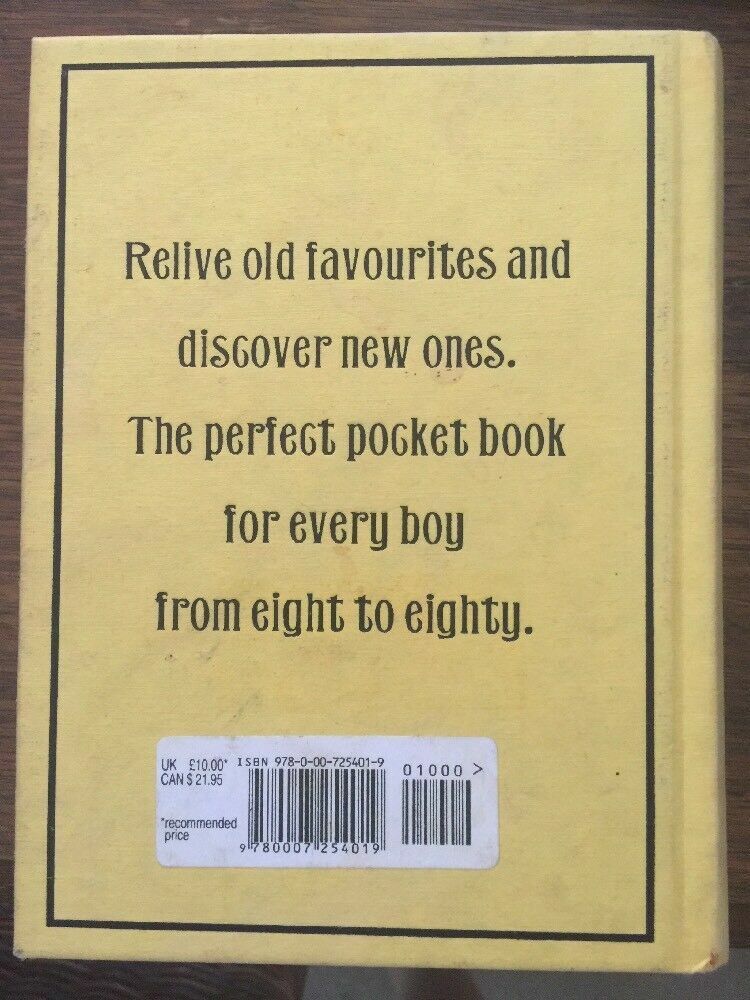 Relive old favourites and
discover new ones.
The perfect pocket book
for every boy
from eight to eighty.
UK £10.00* ISBN 978-0-00-725401-9
CAN $ 21.95
01000 >
*recommended
price
9 780007 254019